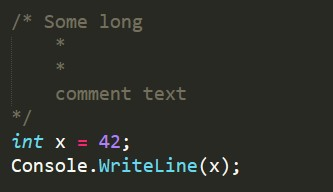 /* Some long
    *
    *
    comment text
*/
int x = 42;
Console.WriteLine(x);